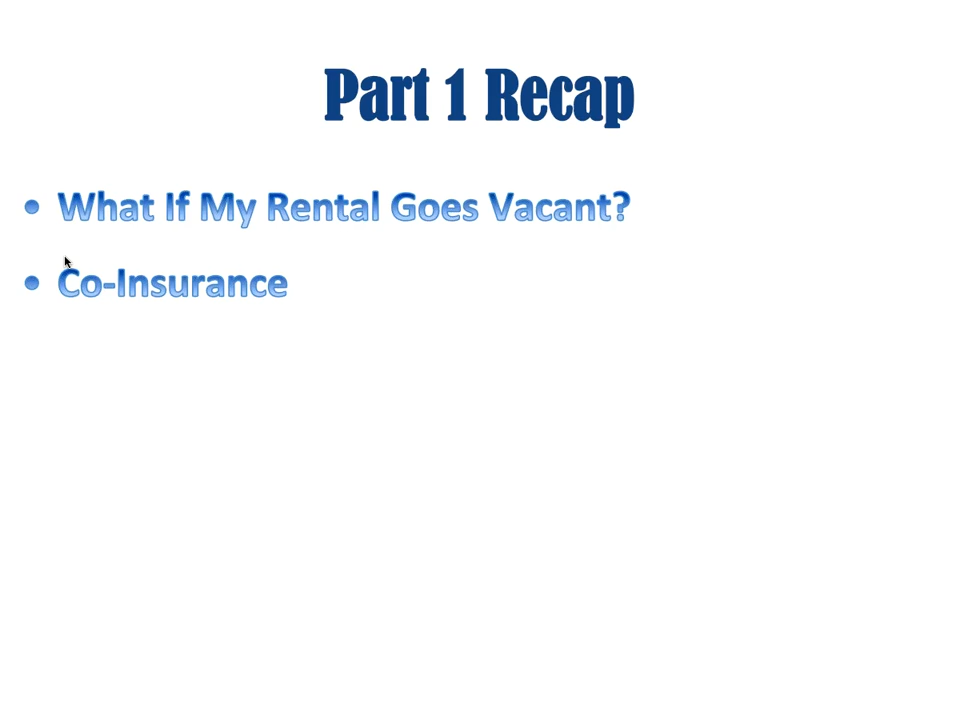 Part 1 Recap
• What If My Rental Goes Vacant?
• Co-Insurance